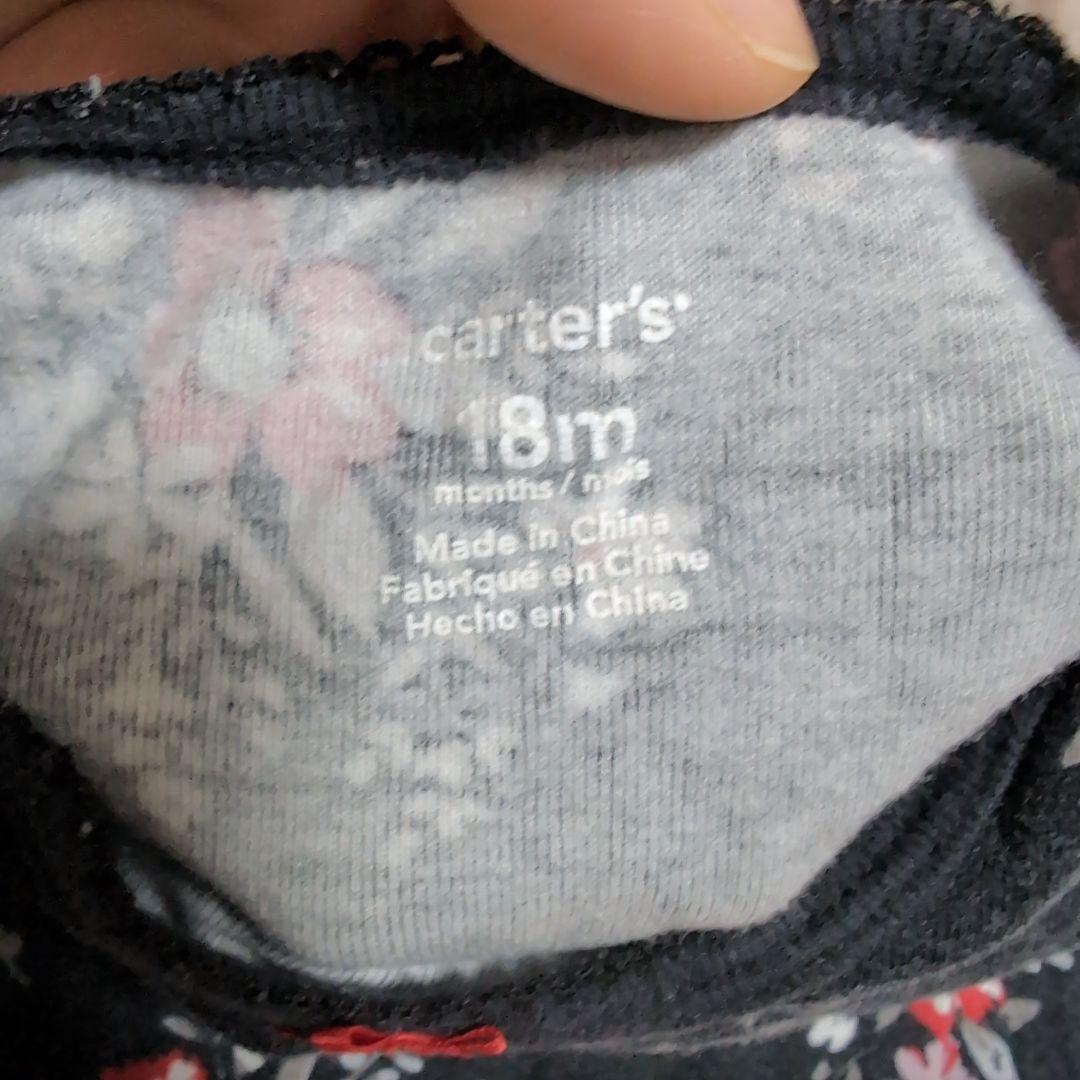 carter's
18m
months / mois
Made in China
Fabriqué en Chine
Hecho en China